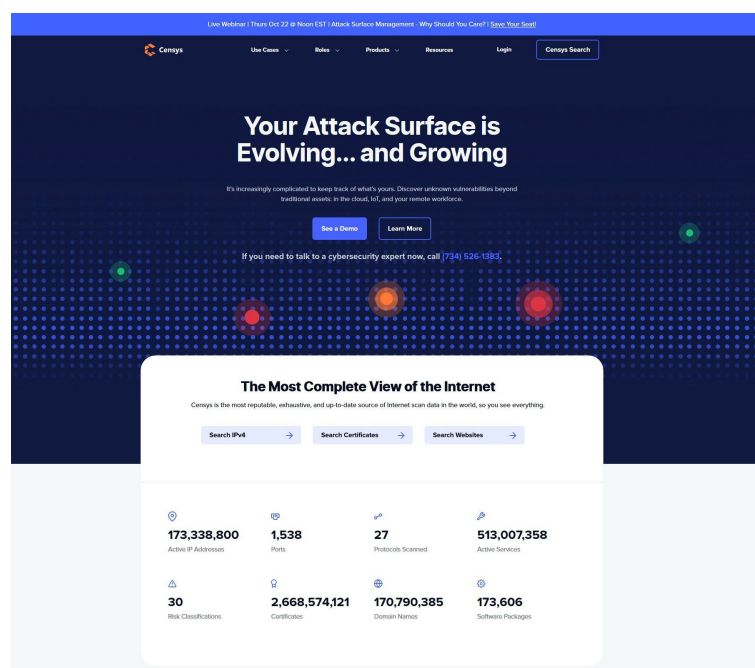 Live Webinar | Thurs Oct 22 @ Noon EST | Attack Surface Management - Why Should You Care? | Save Your Seat!
Censys Use Cases Roles Products Resources Login Censys Search
Your Attack Surface is
Evolving... and Growing
It's increasingly complicated to keep track of what's yours. Discover unknown vulnerabilities beyond
traditional assets: in the cloud, IoT, and your remote workforce.
See a Demo Learn More
If you need to talk to a cybersecurity expert now, call (734) 526-1383.
The Most Complete View of the Internet
Censys is the most reputable, exhaustive, and up-to-date source of Internet scan data in the world, so you see everything.
Search IPv4 Search Certificates Search Websites
173,338,800 1,538 27 513,007,358
Active IP Addresses Ports Protocols Scanned Active Services
30 2,668,574,121 170,790,385 173,606
Risk Classifications Certificates Domain Names Software Packages